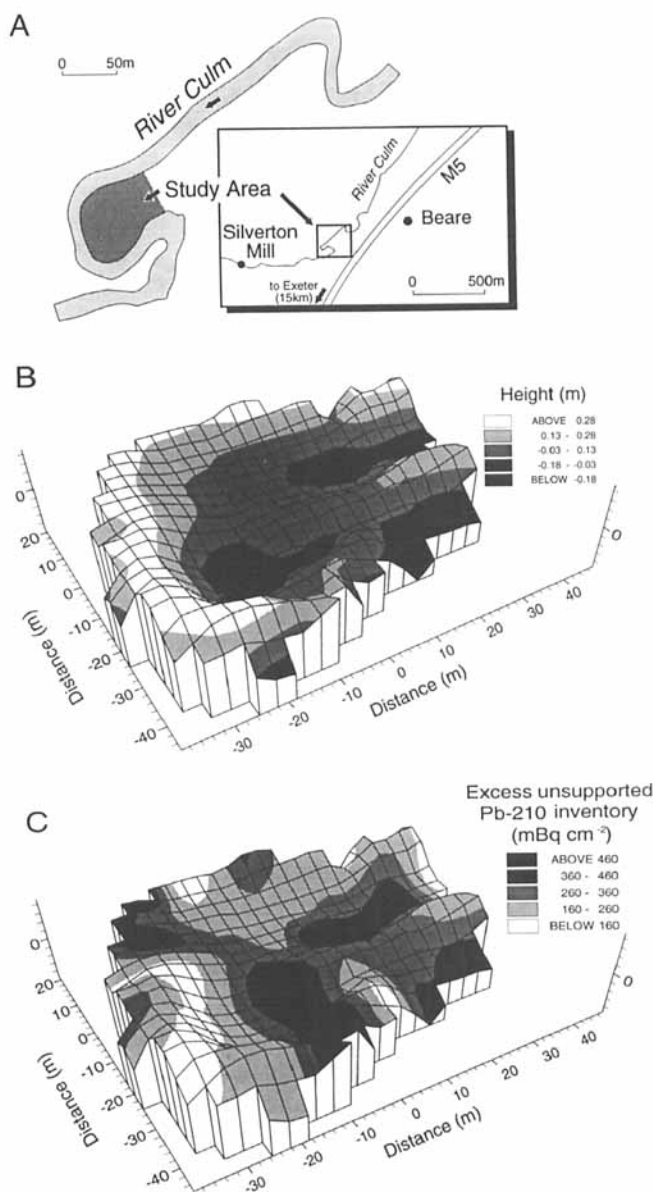 A
0 50m
River Culm
Study Area
River Culm
M5
Beare
Silverton
Mill
to Exeter
(15km)
0 500m
B
Height (m)
ABOVE 0.28
0.13 - 0.28
-0.03 - 0.13
-0.18 - -0.03
BELOW -0.18
0
20
10
0
-10
-20
-30
-40
Distance (m)
-30
-20
-10
0
10
20
30
40
Distance (m)
0
C
Excess unsupported
Pb-210 inventory
(mBq cm⁻²)
ABOVE 460
360 - 460
260 - 360
160 - 260
BELOW 160
0
20
10
0
-10
-20
-30
-40
Distance (m)
-30
-20
-10
0
10
20
30
40
Distance (m)
0